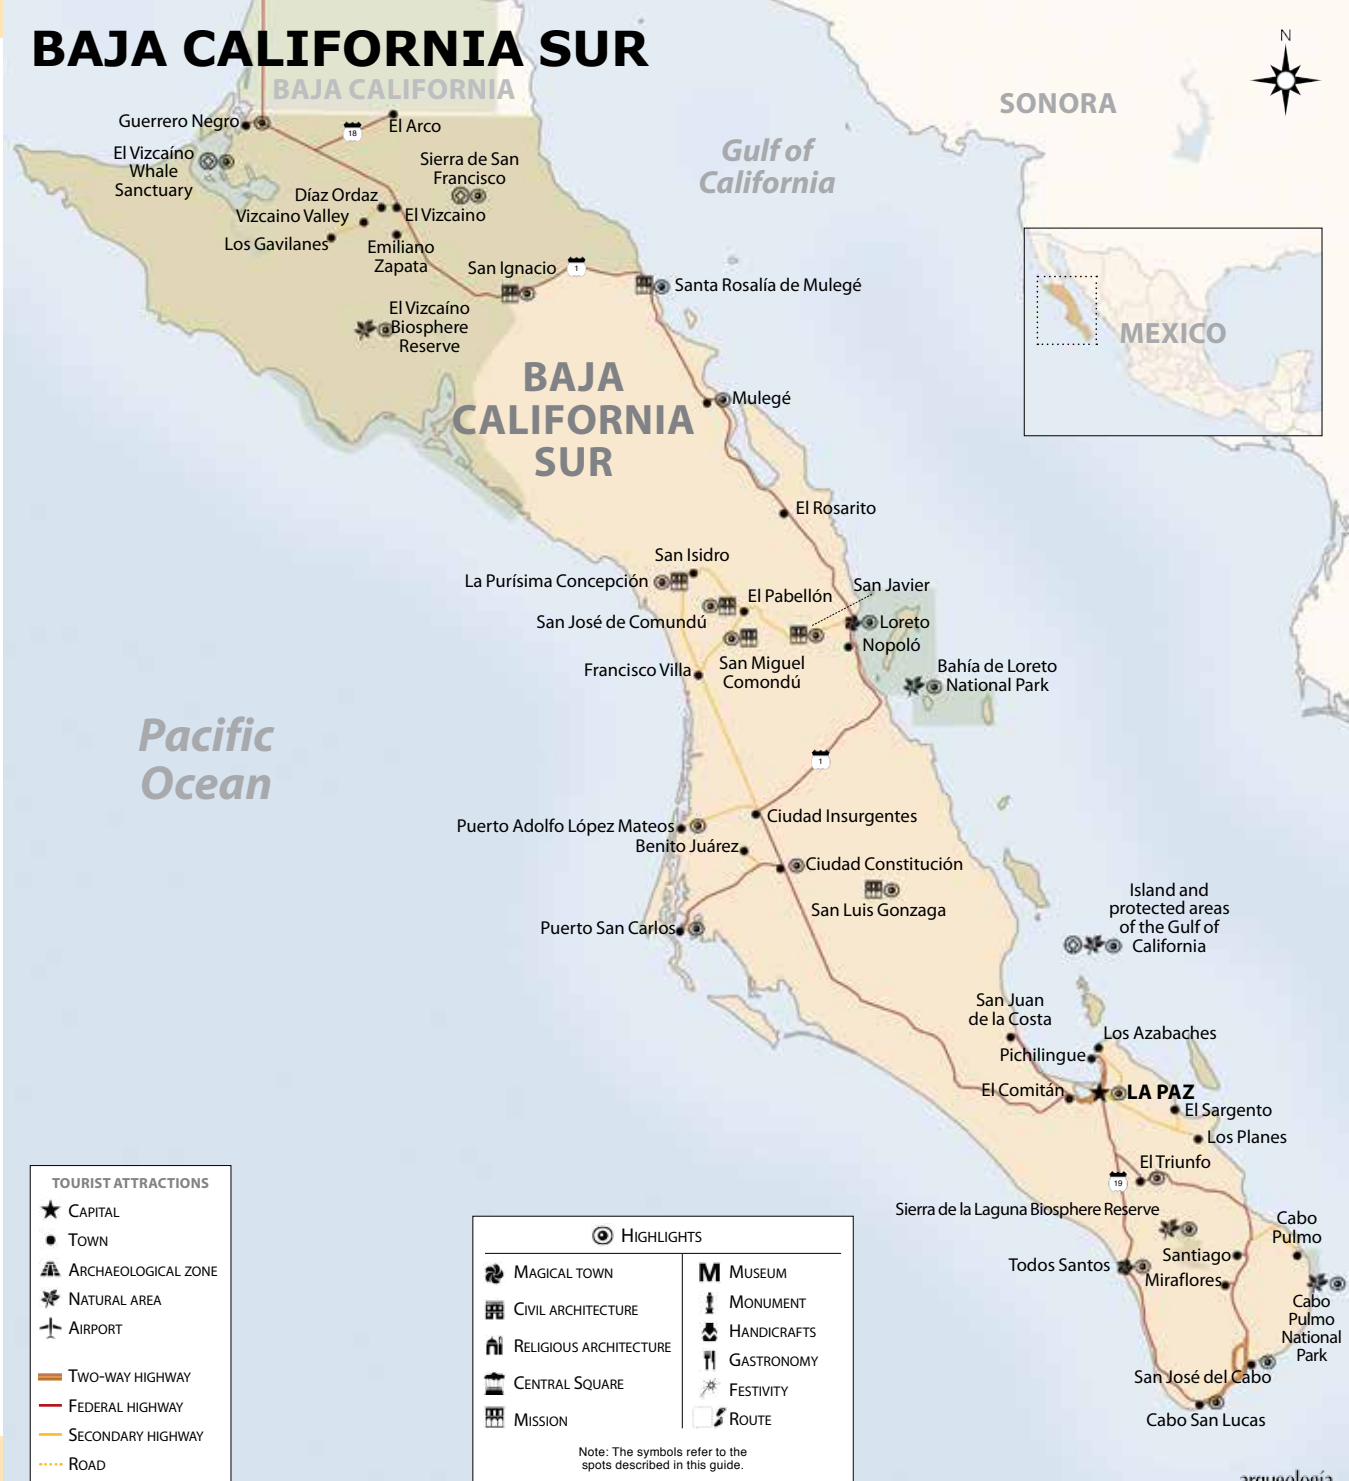 BAJA CALIFORNIA SUR
BAJA CALIFORNIA
SONORA
N
Guerrero Negro
18
El Arco
Gulf of
California
El Vizcaíno
Whale
Sanctuary
Sierra de San
Francisco
Díaz Ordaz
Vizcaino Valley
El Vizcaino
Los Gavilanes
Emiliano
Zapata
San Ignacio
1
Santa Rosalía de Mulegé
El Vizcaíno
Biosphere
Reserve
MEXICO
BAJA
CALIFORNIA
SUR
Mulegé
El Rosarito
San Isidro
La Purísima Concepción
El Pabellón
San Javier
San José de Comundú
Loreto
Nopoló
San Miguel
Comondú
Francisco Villa
Bahía de Loreto
National Park
Pacific
Ocean
1
Ciudad Insurgentes
Puerto Adolfo López Mateos
Benito Juárez
Ciudad Constitución
San Luis Gonzaga
Puerto San Carlos
Island and
protected areas
of the Gulf of
California
San Juan
de la Costa
Los Azabaches
Pichilingue
El Comitán
LA PAZ
El Sargento
Los Planes
El Triunfo
19
Sierra de la Laguna Biosphere Reserve
Cabo
Pulmo
Santiago
Todos Santos
Miraflores
Cabo
Pulmo
National
Park
San José del Cabo
Cabo San Lucas
TOURIST ATTRACTIONS
CAPITAL
TOWN
ARCHAEOLOGICAL ZONE
NATURAL AREA
AIRPORT
TWO-WAY HIGHWAY
FEDERAL HIGHWAY
SECONDARY HIGHWAY
ROAD
HIGHLIGHTS
MAGICAL TOWN
CIVIL ARCHITECTURE
RELIGIOUS ARCHITECTURE
CENTRAL SQUARE
MISSION
M MUSEUM
MONUMENT
HANDICRAFTS
GASTRONOMY
FESTIVITY
ROUTE
Note: The symbols refer to the
spots described in this guide.
arqueología